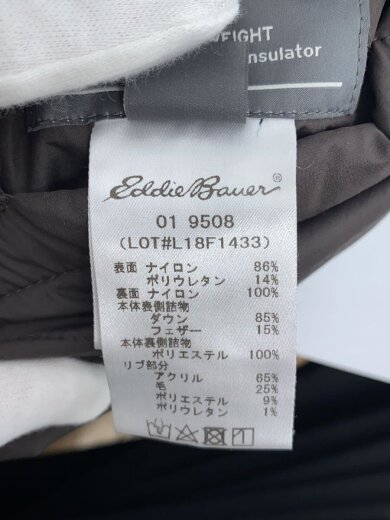 EIGHT
nsulator
Eddie Bauer®
01 9508
(LOT#L18F1433)
表面 ナイロン 86%
ポリウレタン 14%
裏面 ナイロン 100%
本体表側詰物
ダウン 85%
フェザー 15%
本体裏側詰物
ポリエステル 100%
リブ部分
アクリル 65%
毛 25%
ポリエステル 9%
ポリウレタン 1%